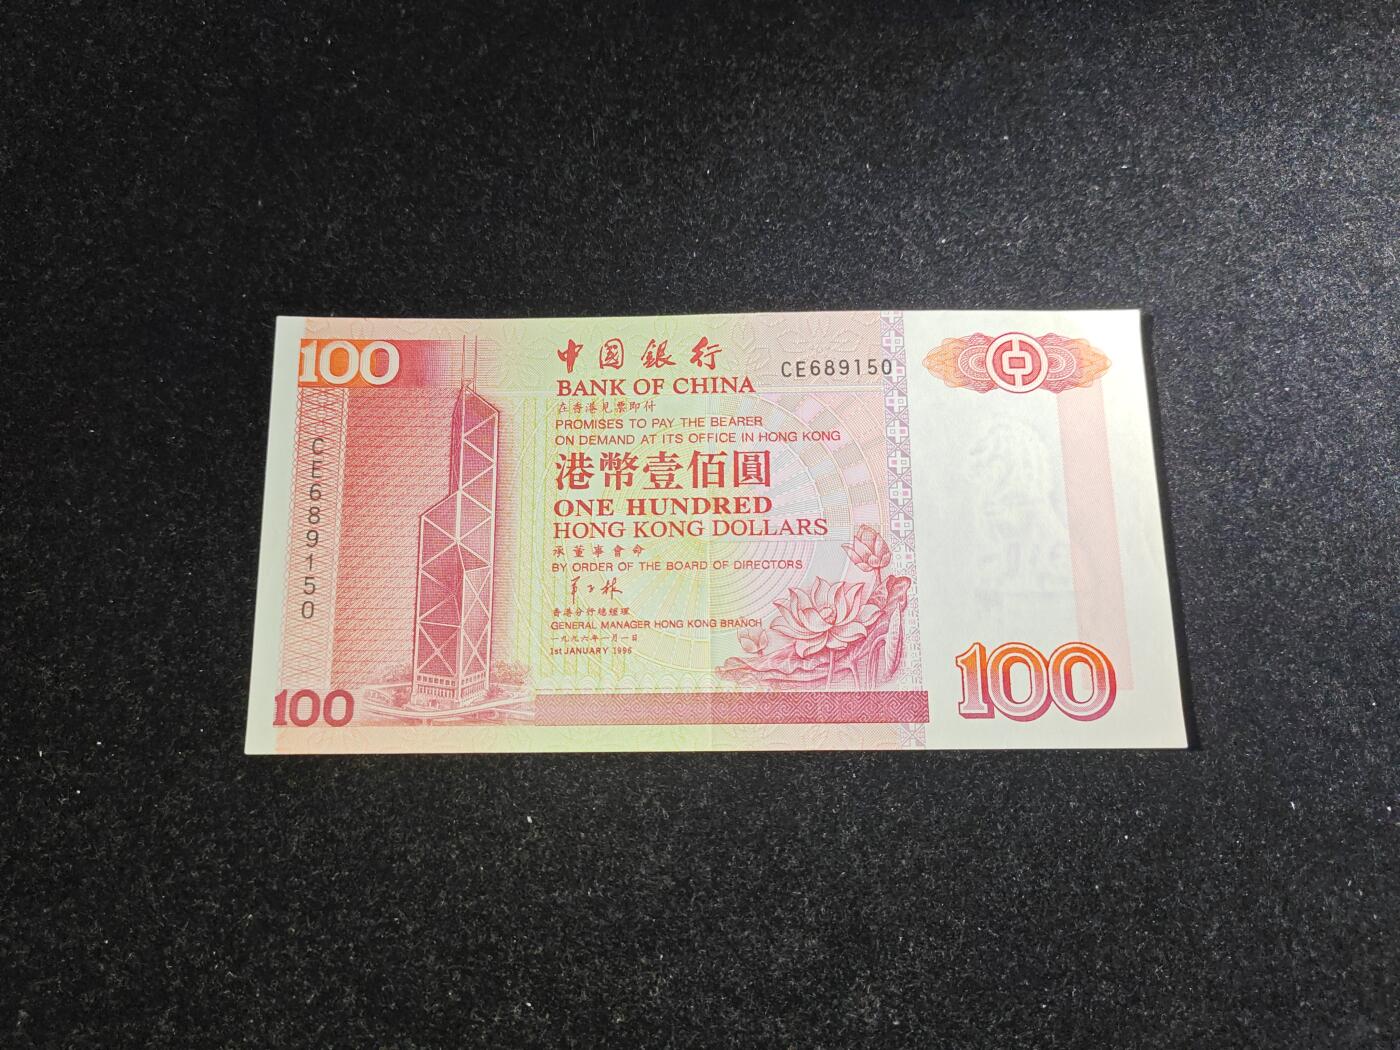 100
中國銀行
BANK OF CHINA
CE689150
在香港見票即付
PROMISES TO PAY THE BEARER
ON DEMAND AT ITS OFFICE IN HONG KONG
港幣壹佰圓
ONE HUNDRED
HONG KONG DOLLARS
承董事會命
BY ORDER OF THE BOARD OF DIRECTORS
香港分行總經理
GENERAL MANAGER HONG KONG BRANCH
一九九六年一月一日
1st JANUARY 1996
CE689150
100
100